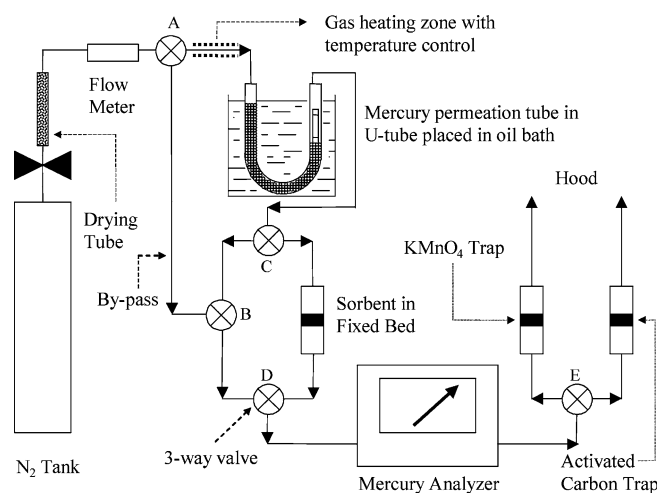 A
Gas heating zone with
temperature control
Flow
Meter
Mercury permeation tube in
U-tube placed in oil bath
Hood
Drying
Tube
C
KMnO4 Trap
By-pass
B
Sorbent in
Fixed Bed
D
E
3-way valve
N2 Tank
Mercury Analyzer
Activated
Carbon Trap